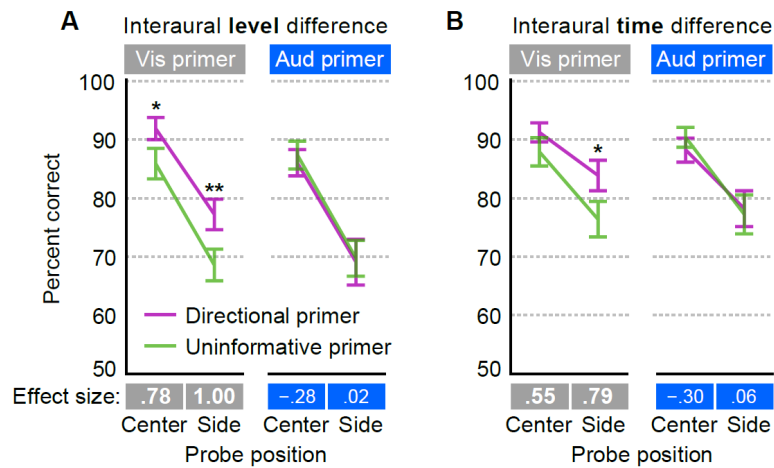 A
Interaural level difference
Vis primer
Aud primer
100
90
80
70
60
50
Percent correct
*
**
Directional primer
Uninformative primer
Effect size:
.78
1.00
−.28
.02
Center
Side
Center
Side
Probe position
B
Interaural time difference
Vis primer
Aud primer
100
90
80
70
60
50
*
.55
.79
−.30
.06
Center
Side
Center
Side
Probe position